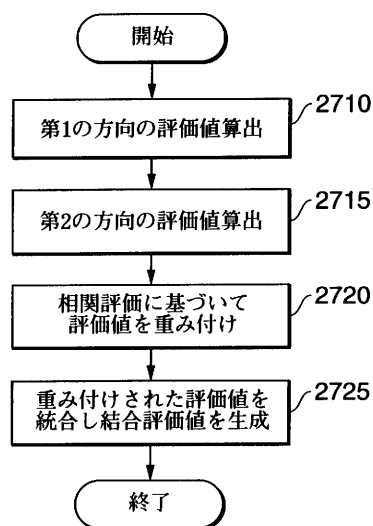 開始
第1の方向の評価値算出
2710
第2の方向の評価値算出
2715
相関評価に基づいて
評価値を重み付け
2720
重み付けされた評価値を
統合し結合評価値を生成
2725
終了